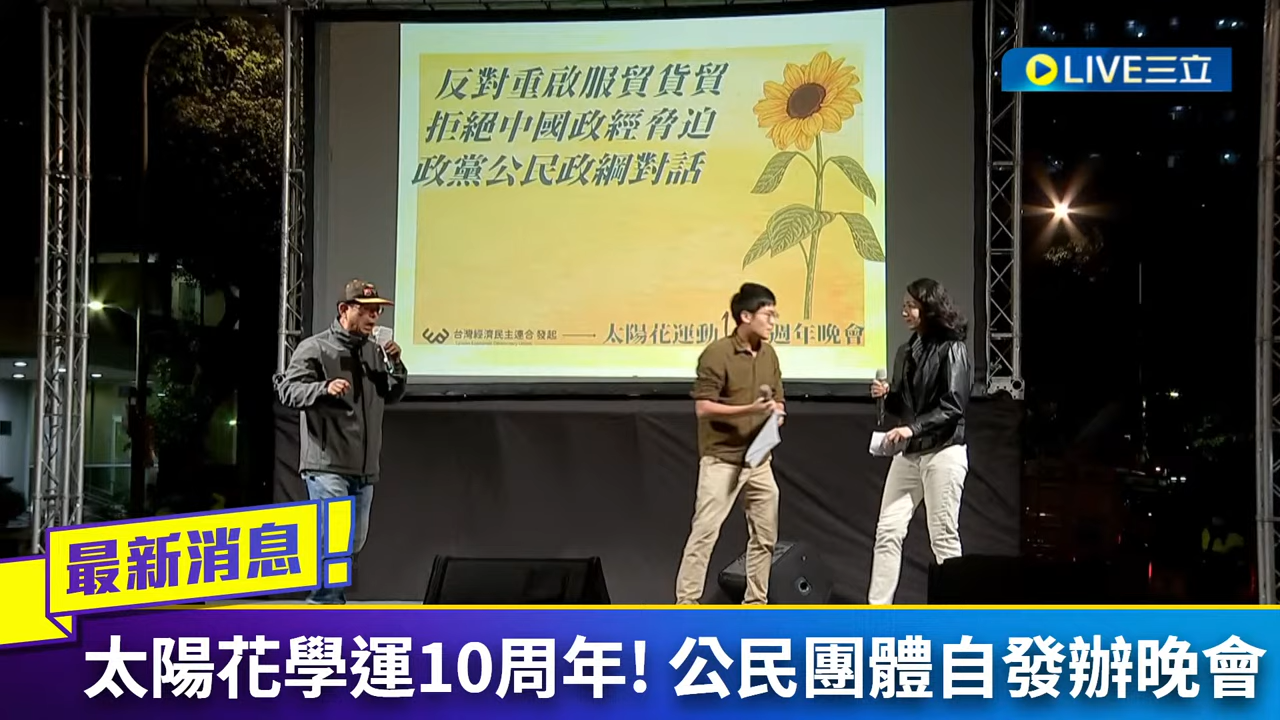 LIVE三立
反對重啟服貿貨貿
拒絕中國政經脅迫
政黨公民政綱對話
台灣經濟民主連合 發起
太陽花運動1 週年晚會
最新消息!
太陽花學運10周年! 公民團體自發辦晚會